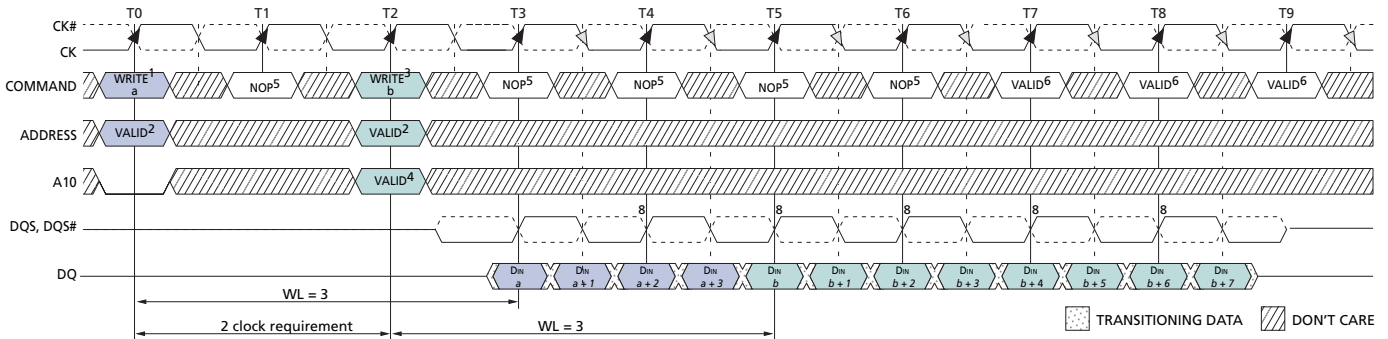 T0 T1 T2 T3 T4 T5 T6 T7 T8 T9
CK#
CK
COMMAND WRITE1 NOP5 WRITE3 NOP5 NOP5 NOP5 NOP5 VALID6 VALID6 VALID6
a b
ADDRESS VALID2 VALID2
A10 VALID4
8 8 8 8 8
DQS, DQS#
DQ DIN DIN DIN DIN DIN DIN DIN DIN DIN DIN DIN DIN
a a + 1 a + 2 a + 3 b b + 1 b + 2 b + 3 b + 4 b + 5 b + 6 b + 7
WL = 3
2 clock requirement WL = 3
TRANSITIONING DATA DON'T CARE